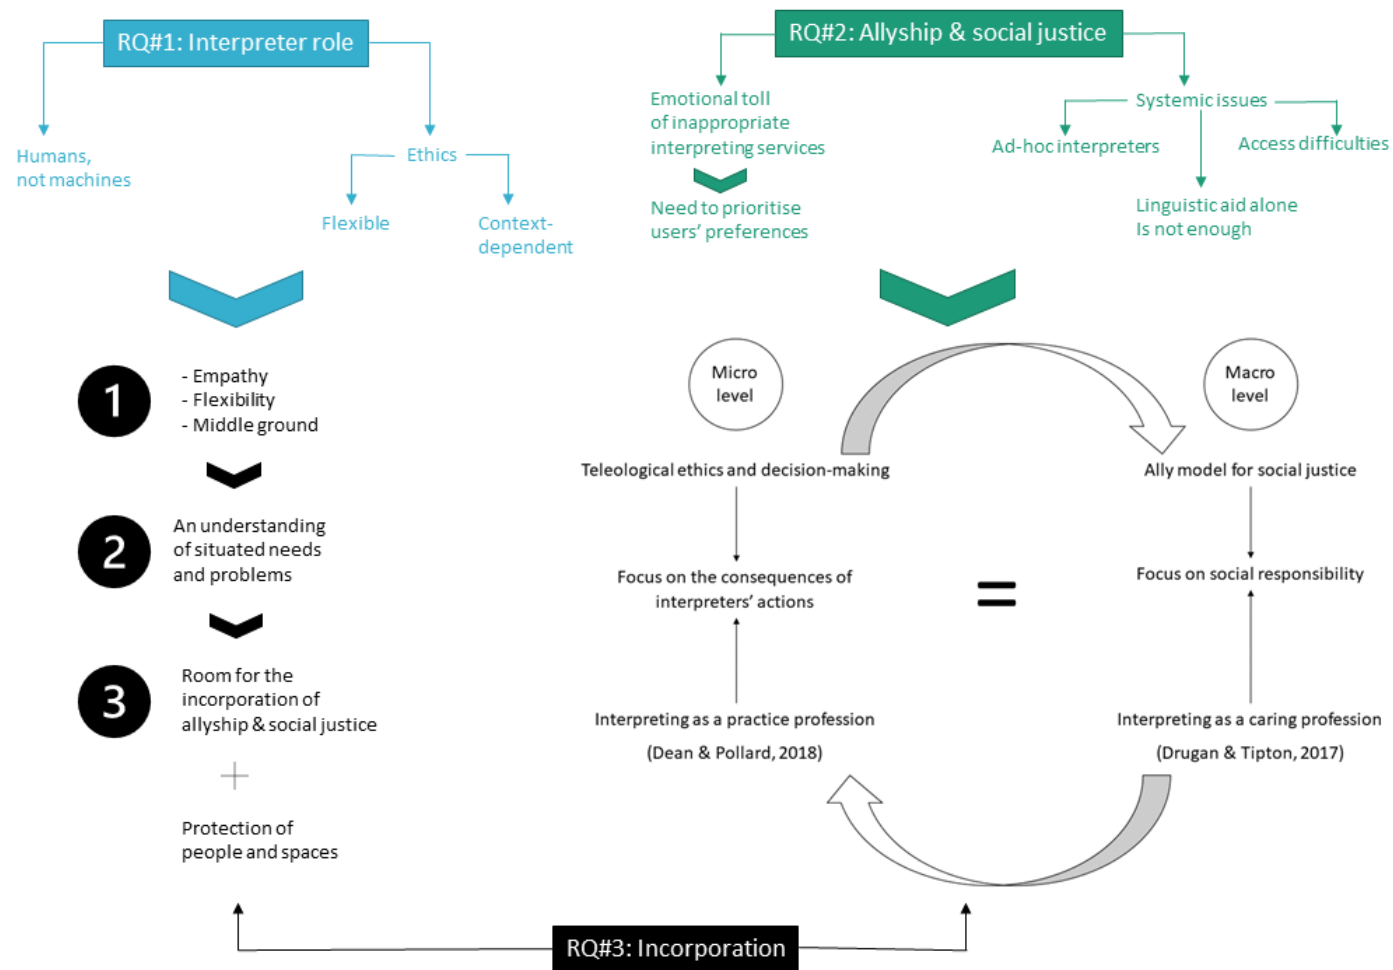 RQ#1: Interpreter role
Humans,
not machines
Ethics
Flexible
Context-
dependent
RQ#2: Allyship & social justice
Emotional toll
of inappropriate
interpreting services
Need to prioritise
users' preferences
Systemic issues
Ad-hoc interpreters
Access difficulties
Linguistic aid alone
Is not enough
1
- Empathy
- Flexibility
- Middle ground
2
An understanding
of situated needs
and problems
3
Room for the
incorporation of
allyship & social justice
+
Protection of
people and spaces
Micro
level
Teleological ethics and decision-making
Focus on the consequences of
interpreters' actions
Interpreting as a practice profession
(Dean & Pollard, 2018)
=
Macro
level
Ally model for social justice
Focus on social responsibility
Interpreting as a caring profession
(Drugan & Tipton, 2017)
RQ#3: Incorporation